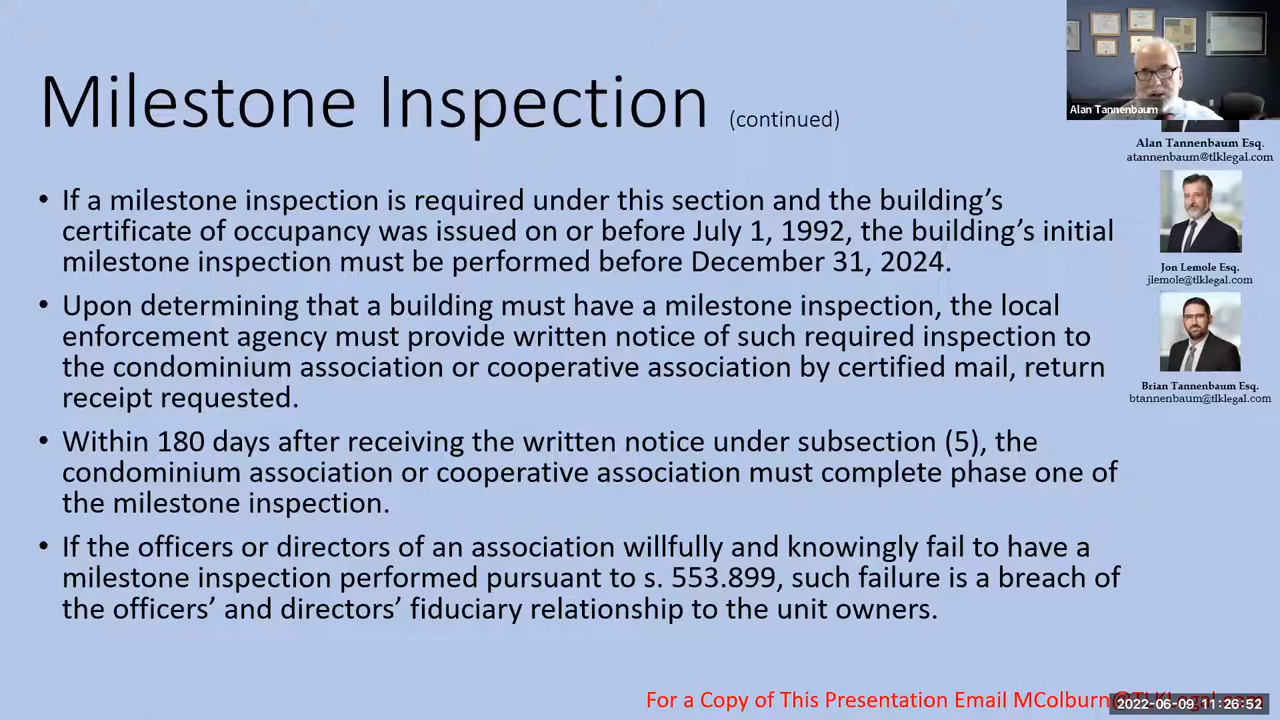 Milestone Inspection (continued)
• If a milestone inspection is required under this section and the building’s
certificate of occupancy was issued on or before July 1, 1992, the building’s initial
milestone inspection must be performed before December 31, 2024.
• Upon determining that a building must have a milestone inspection, the local
enforcement agency must provide written notice of such required inspection to
the condominium association or cooperative association by certified mail, return
receipt requested.
• Within 180 days after receiving the written notice under subsection (5), the
condominium association or cooperative association must complete phase one of
the milestone inspection.
• If the officers or directors of an association willfully and knowingly fail to have a
milestone inspection performed pursuant to s. 553.899, such failure is a breach of
the officers’ and directors’ fiduciary relationship to the unit owners.
Alan Tannenbaum
Alan Tannenbaum Esq.
atannenbaum@tlklegal.com
Jon Lemole Esq.
jlemole@tlklegal.com
Brian Tannenbaum Esq.
btannenbaum@tlklegal.com
For a Copy of This Presentation Email MColburn@TLKLegal.com
2022-06-09 11:26:52